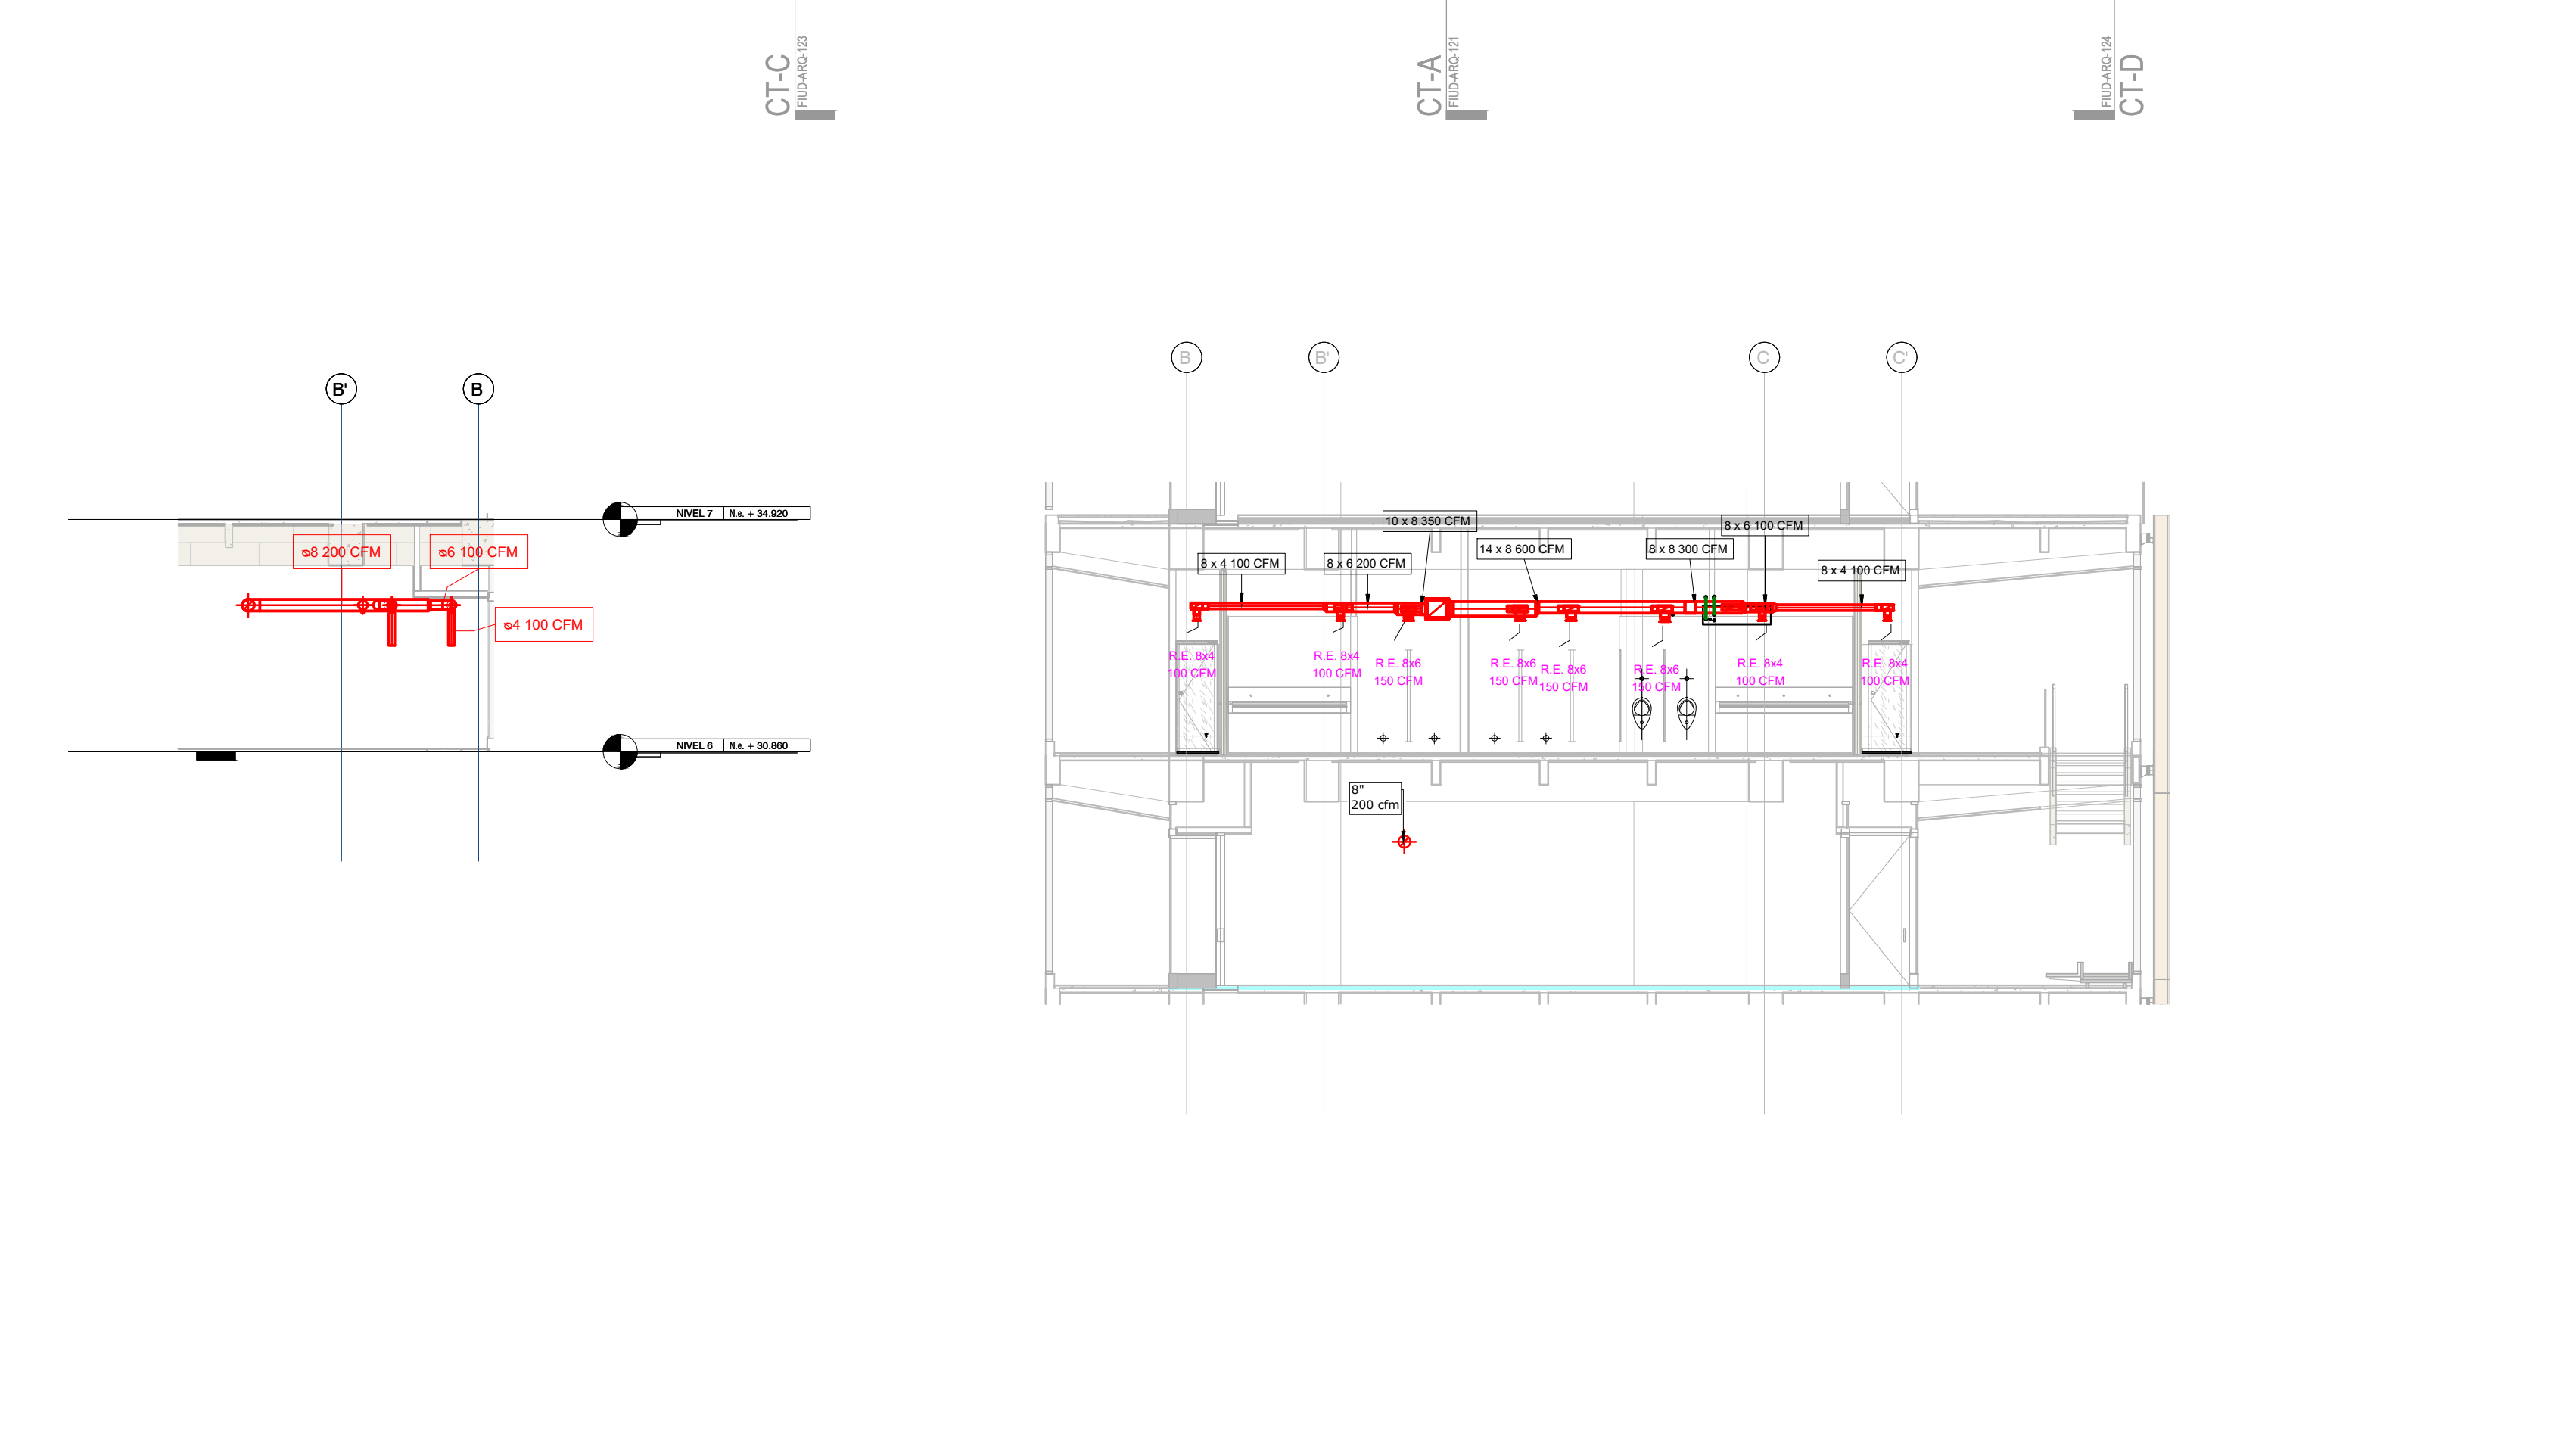 CT-C
FIUD-ARQ-123
CT-A
FIUD-ARQ-121
FIUD-ARQ-124
CT-D
B'
B
NIVEL 7 N.e. + 34.920
⌀8 200 CFM
⌀6 100 CFM
⌀4 100 CFM
NIVEL 6 N.e. + 30.860
B
B'
C
C'
10 x 8 350 CFM
8 x 6 100 CFM
14 x 8 600 CFM
8 x 8 300 CFM
8 x 4 100 CFM
8 x 6 200 CFM
8 x 4 100 CFM
R.E. 8x4
100 CFM
R.E. 8x4
100 CFM
R.E. 8x6
150 CFM
R.E. 8x6
150 CFM
R.E. 8x6
150 CFM
R.E. 8x6
150 CFM
R.E. 8x4
100 CFM
R.E. 8x4
100 CFM
8"
200 cfm